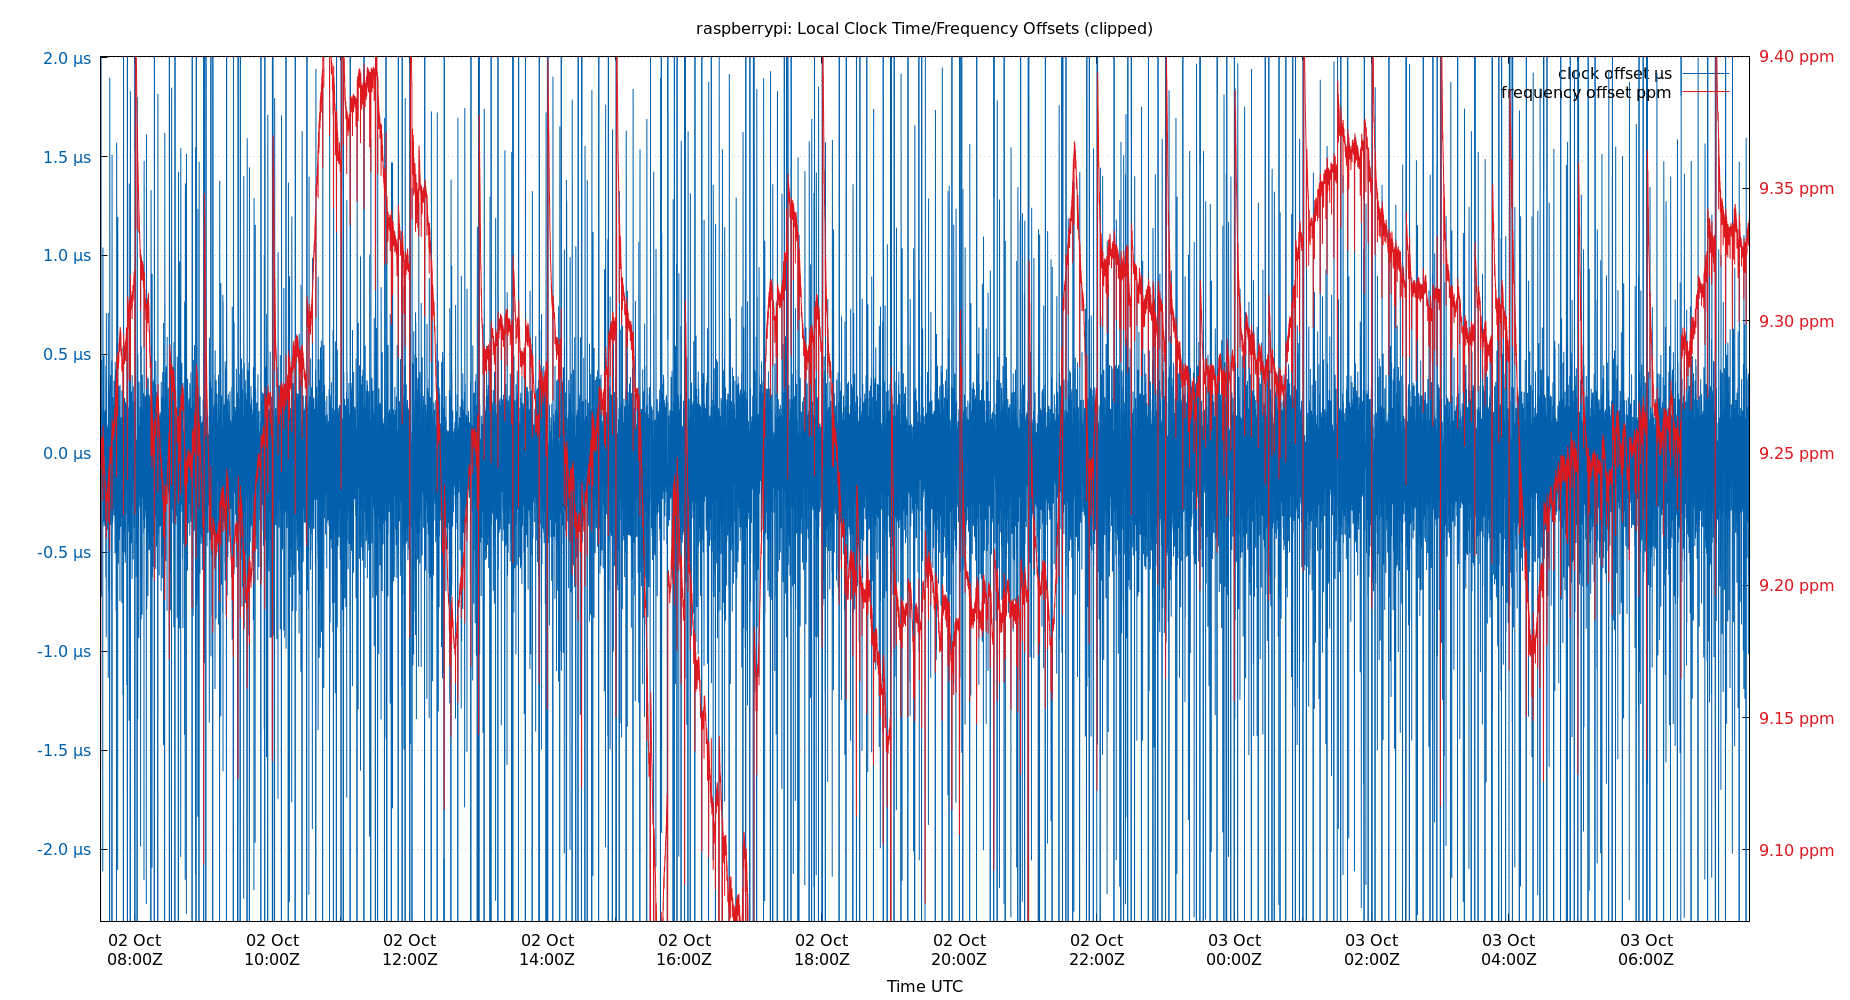 raspberrypi: Local Clock Time/Frequency Offsets (clipped)
2.0 µs
1.5 µs
1.0 µs
0.5 µs
0.0 µs
-0.5 µs
-1.0 µs
-1.5 µs
-2.0 µs
9.40 ppm
9.35 ppm
9.30 ppm
9.25 ppm
9.20 ppm
9.15 ppm
9.10 ppm
clock offset µs
frequency offset ppm
02 Oct 02 Oct 02 Oct 02 Oct 02 Oct 02 Oct 02 Oct 02 Oct 03 Oct 03 Oct 03 Oct 03 Oct
08:00Z 10:00Z 12:00Z 14:00Z 16:00Z 18:00Z 20:00Z 22:00Z 00:00Z 02:00Z 04:00Z 06:00Z
Time UTC